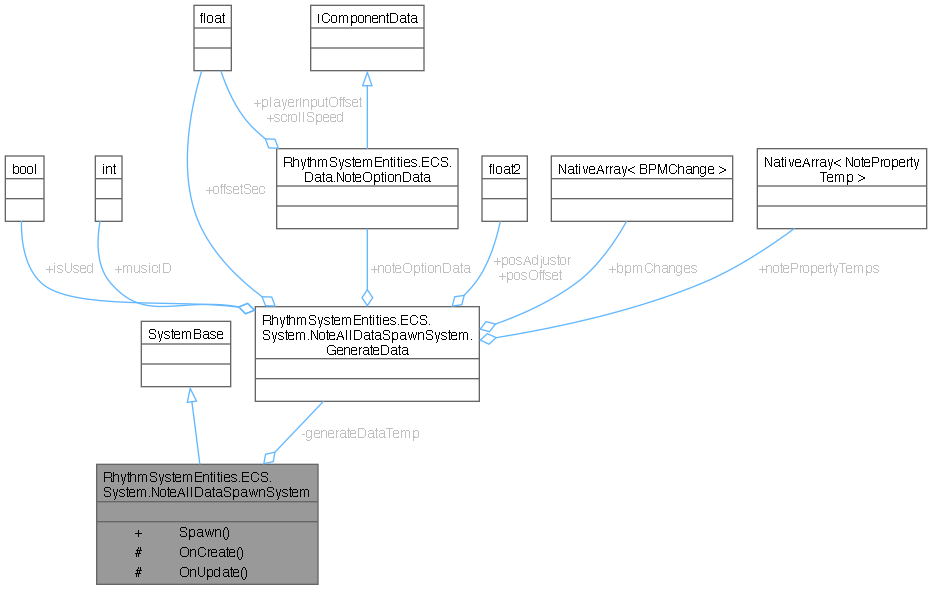 float
IComponentData
+playerInputOffset
+scrollSpeed
bool
int
RhythmSystemEntities.ECS.
Data.NoteOptionData
float2
NativeArray< BPMChange >
NativeArray< NoteProperty
Temp >
+offsetSec
+isUsed
+musicID
+noteOptionData
+posAdjustor
+posOffset
+bpmChanges
+notePropertyTemps
RhythmSystemEntities.ECS.
System.NoteAllDataSpawnSystem.
GenerateData
SystemBase
-generateDataTemp
RhythmSystemEntities.ECS.
System.NoteAllDataSpawnSystem
+ Spawn()
# OnCreate()
# OnUpdate()